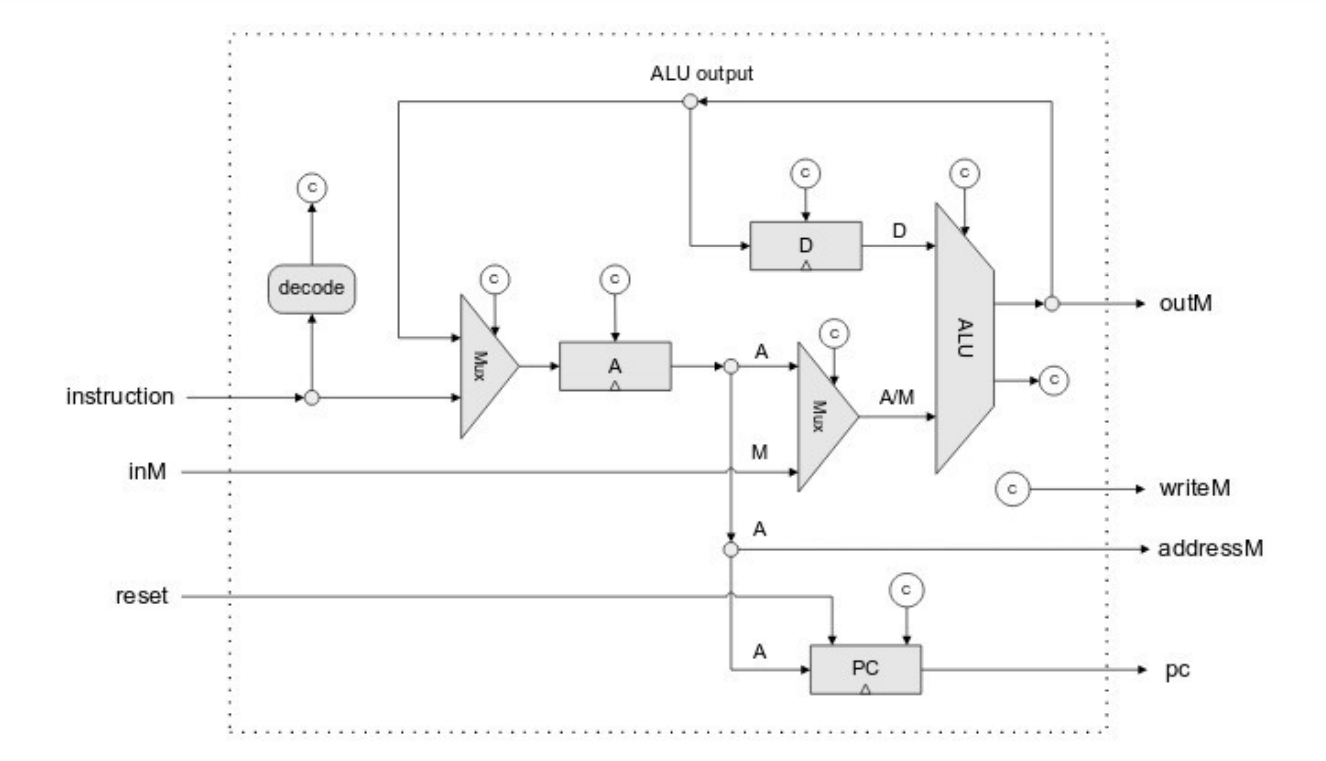 ALU output
C
C
C
D
D
decode
C
C
outM
Mux
A
ALU
C
A
instruction
Mux
A/M
C
M
inM
C
writeM
A
addressM
reset
C
A
PC
pc